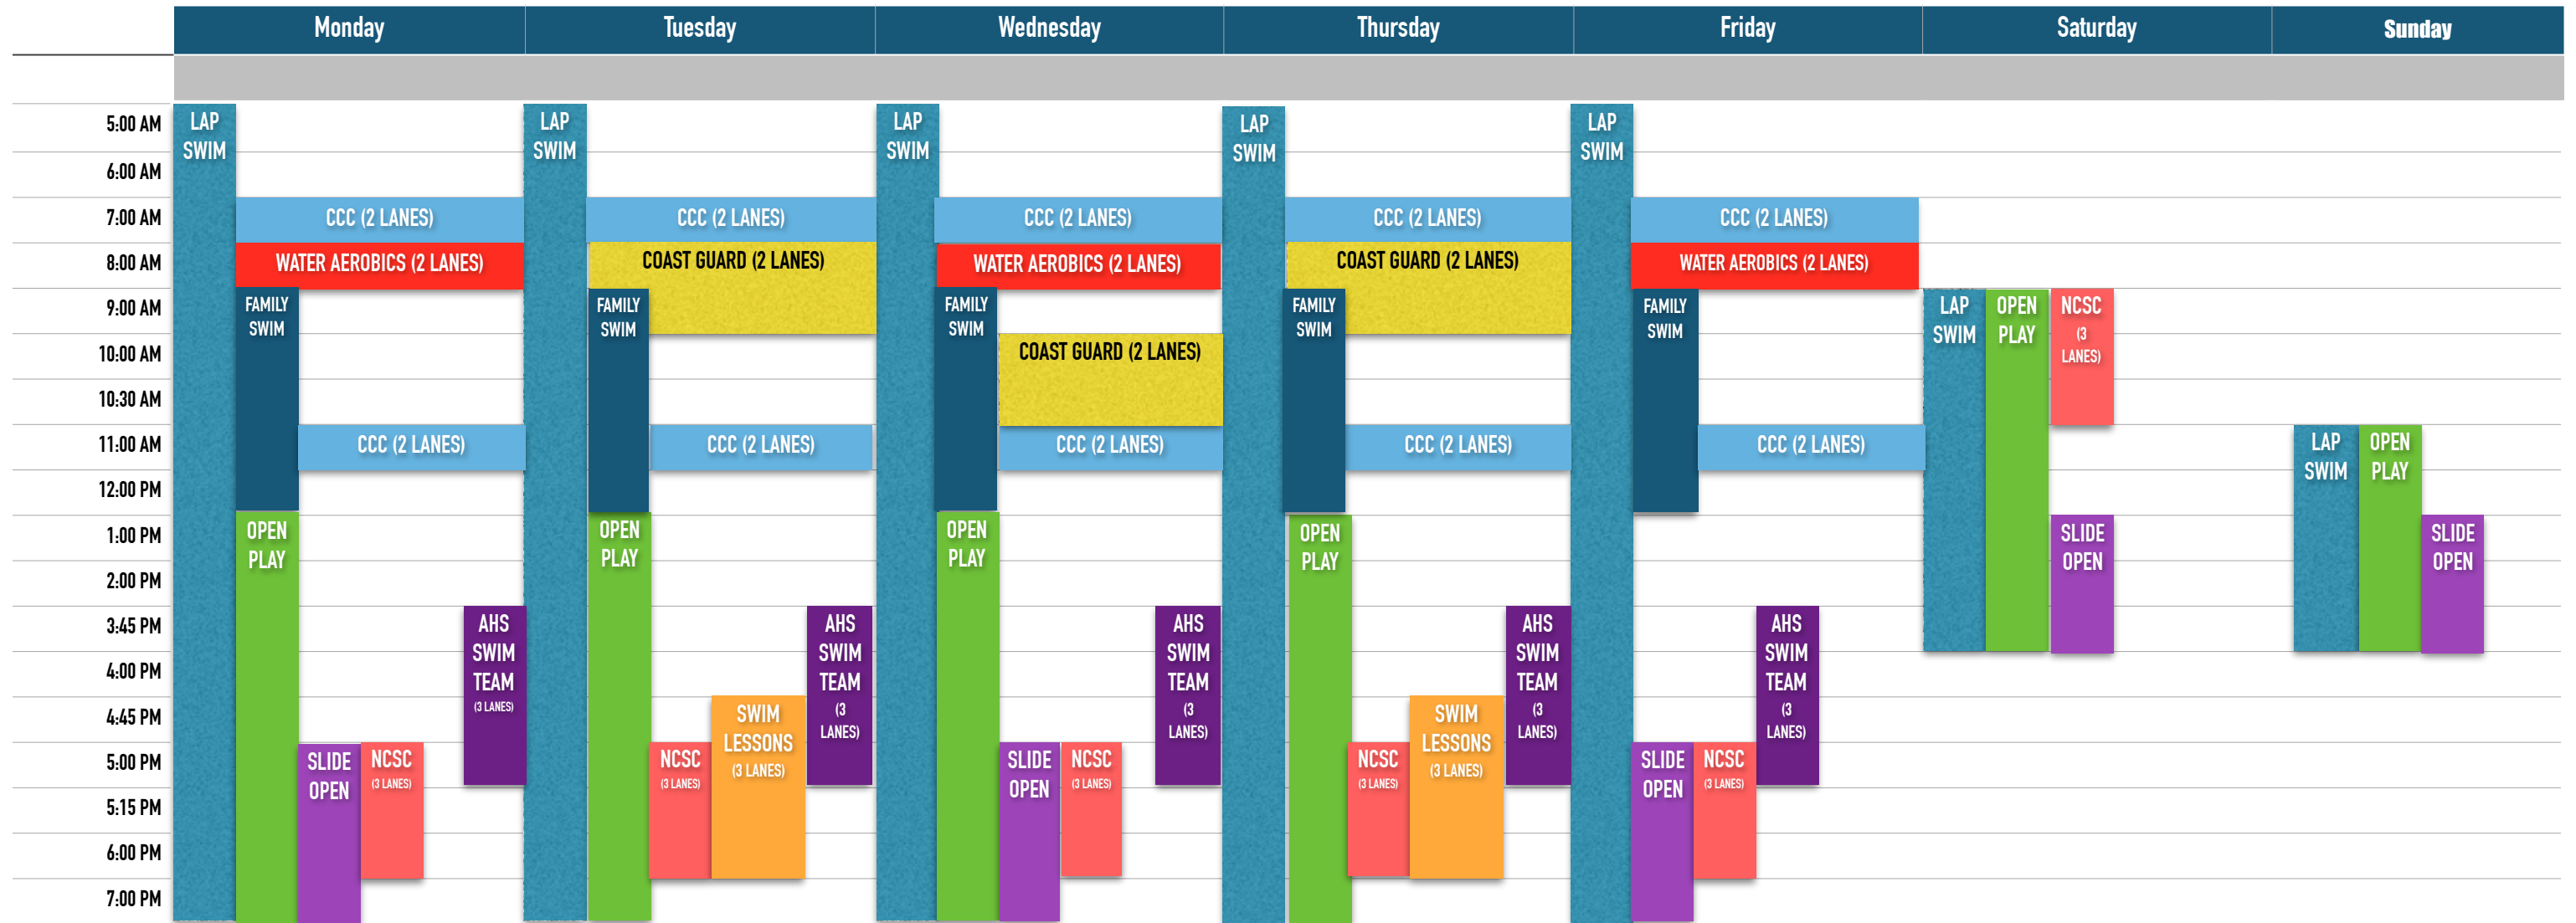 Monday Tuesday Wednesday Thursday Friday Saturday Sunday
5:00 AM
LAP
SWIM
LAP
SWIM
LAP
SWIM
LAP
SWIM
LAP
SWIM
6:00 AM
7:00 AM
CCC (2 LANES)
CCC (2 LANES)
CCC (2 LANES)
CCC (2 LANES)
CCC (2 LANES)
8:00 AM
WATER AEROBICS (2 LANES)
COAST GUARD (2 LANES)
WATER AEROBICS (2 LANES)
COAST GUARD (2 LANES)
WATER AEROBICS (2 LANES)
9:00 AM
FAMILY
SWIM
FAMILY
SWIM
FAMILY
SWIM
FAMILY
SWIM
FAMILY
SWIM
LAP
SWIM
OPEN
PLAY
NCSC
(3
LANES)
10:00 AM
COAST GUARD (2 LANES)
10:30 AM
11:00 AM
CCC (2 LANES)
CCC (2 LANES)
CCC (2 LANES)
CCC (2 LANES)
CCC (2 LANES)
LAP
SWIM
OPEN
PLAY
12:00 PM
1:00 PM
OPEN
PLAY
OPEN
PLAY
OPEN
PLAY
OPEN
PLAY
SLIDE
OPEN
SLIDE
OPEN
2:00 PM
3:45 PM
AHS
SWIM
TEAM
(3 LANES)
AHS
SWIM
TEAM
(3
LANES)
AHS
SWIM
TEAM
(3
LANES)
AHS
SWIM
TEAM
(3
LANES)
AHS
SWIM
TEAM
(3
LANES)
4:00 PM
4:45 PM
SWIM
LESSONS
(3 LANES)
SWIM
LESSONS
(3 LANES)
5:00 PM
SLIDE
OPEN
NCSC
(3 LANES)
NCSC
(3 LANES)
SLIDE
OPEN
NCSC
(3 LANES)
NCSC
(3 LANES)
SLIDE
OPEN
NCSC
(3 LANES)
5:15 PM
6:00 PM
7:00 PM